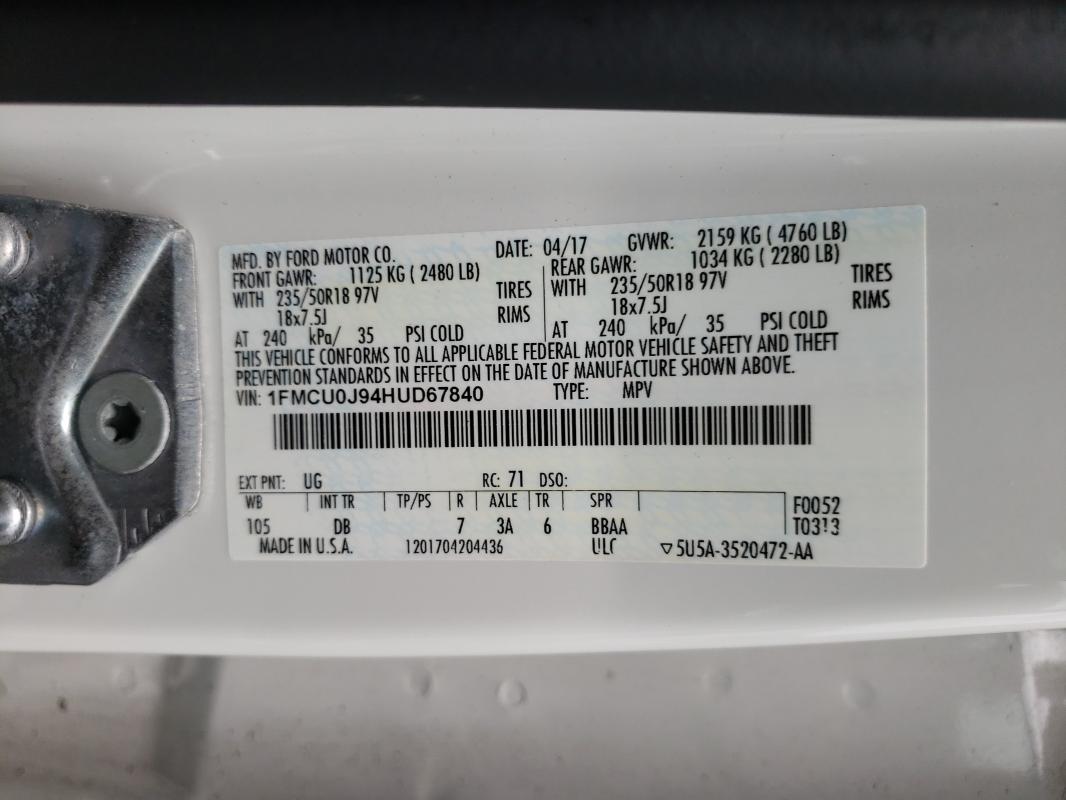 MFD. BY FORD MOTOR CO. DATE: 04/17 GVWR: 2159 KG ( 4760 LB)
FRONT GAWR: 1125 KG ( 2480 LB) REAR GAWR: 1034 KG ( 2280 LB)
WITH 235/50R18 97V TIRES WITH 235/50R18 97V TIRES
18x7.5J RIMS 18x7.5J RIMS
AT 240 kPa/ 35 PSI COLD AT 240 kPa/ 35 PSI COLD
THIS VEHICLE CONFORMS TO ALL APPLICABLE FEDERAL MOTOR VEHICLE SAFETY AND THEFT
PREVENTION STANDARDS IN EFFECT ON THE DATE OF MANUFACTURE SHOWN ABOVE.
VIN: 1FMCU0J94HUD67840 TYPE: MPV
EXT PNT: UG RC: 71 DSO:
WB INT TR TP/PS R AXLE TR SPR F0052
105 DB 7 3A 6 BBAA
MADE IN U.S.A. 1201704204436 ▽5U5A-3520472-AA